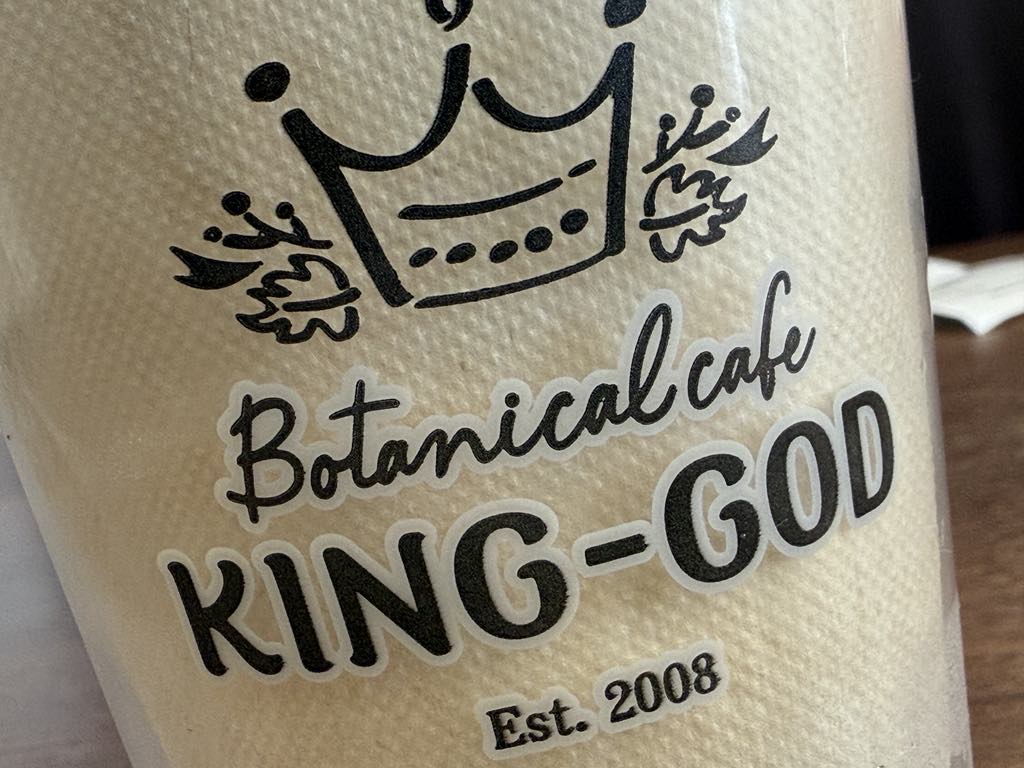 Botanical cafe
KING-GOD
Est. 2008